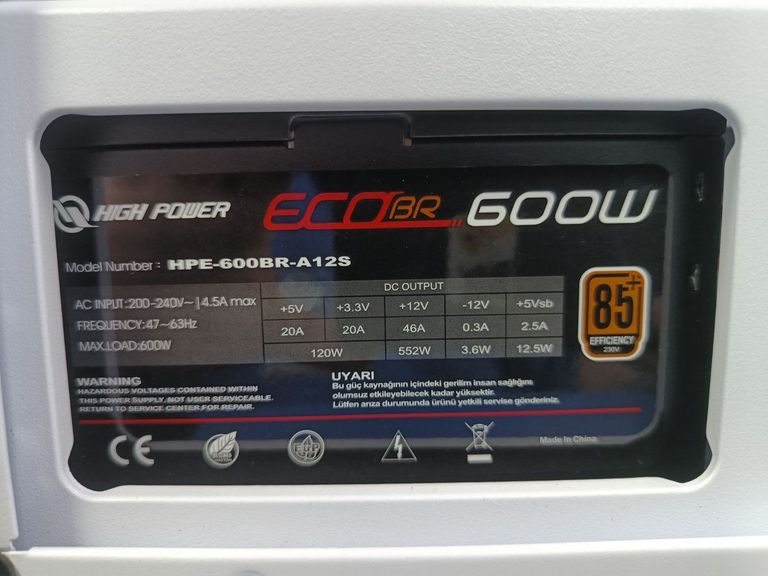 HIGH POWER ECO BR 600W
Model Number : HPE-600BR-A12S
AC INPUT: 200-240V~ | 4.5A max
FREQUENCY: 47~63Hz
MAX.LOAD: 600W
DC OUTPUT
+5V +3.3V +12V -12V +5Vsb
20A 20A 46A 0.3A 2.5A
120W 552W 3.6W 12.5W
85+
EFFICIENCY
230V
WARNING
HAZARDOUS VOLTAGES CONTAINED WITHIN
THIS POWER SUPPLY, NOT USER SERVICEABLE.
RETURN TO SERVICE CENTER FOR REPAIR.
UYARI
Bu güç kaynağının içindeki gerilim insan sağlığını
olumsuz etkileyebilecek kadar yüksektir.
Lütfen arıza durumunda ürünü yetkili servise gönderiniz.
CE
EUP
Made In China